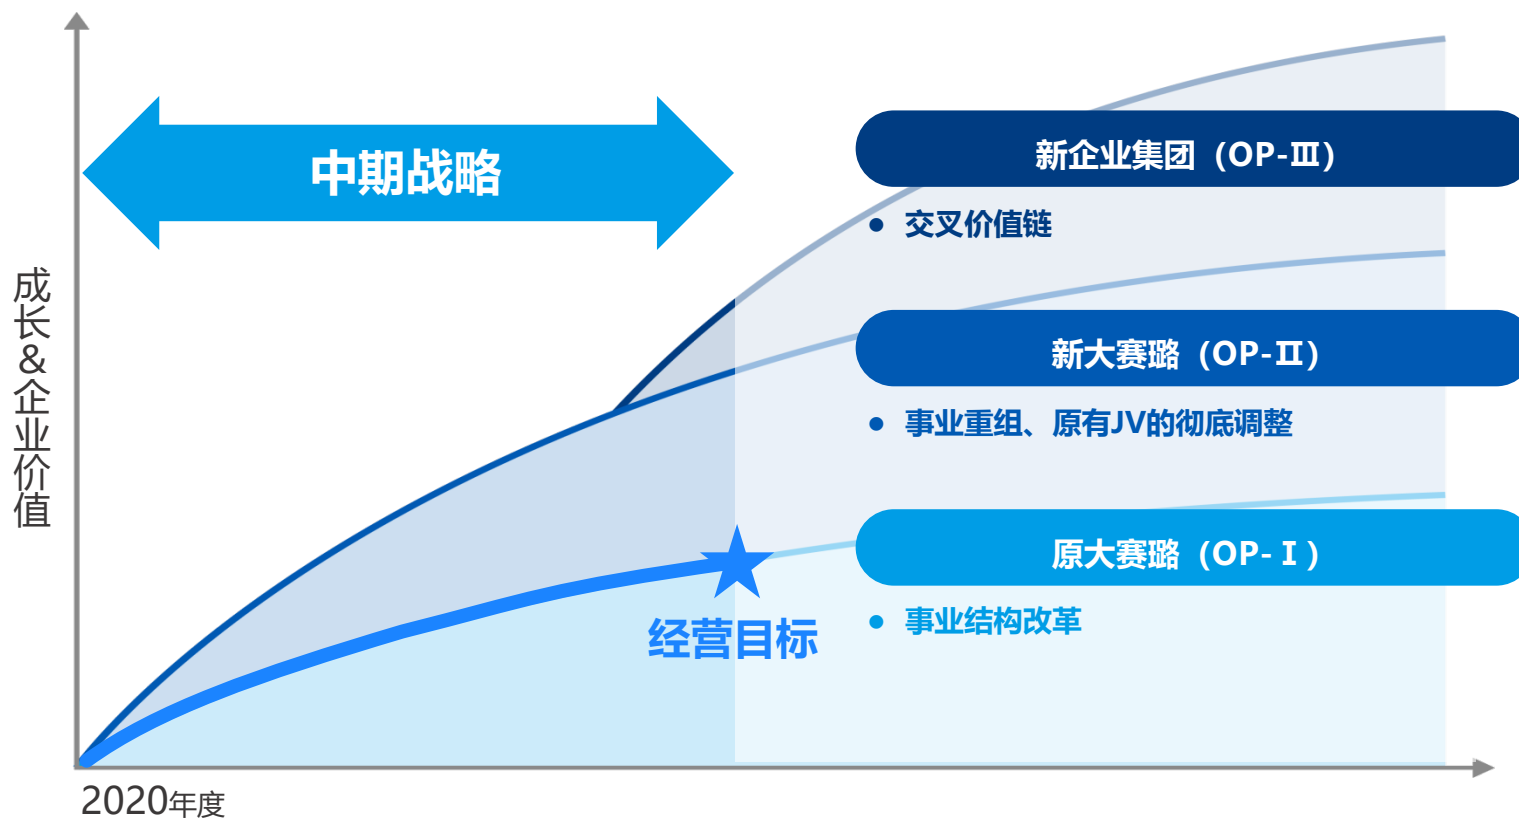 中期战略
新企业集团（OP-Ⅲ）
● 交叉价值链
新大赛璐（OP-Ⅱ）
● 事业重组、原有JV的彻底调整
原大赛璐（OP-Ⅰ）
● 事业结构改革
经营目标
成长&企业价值
2020年度